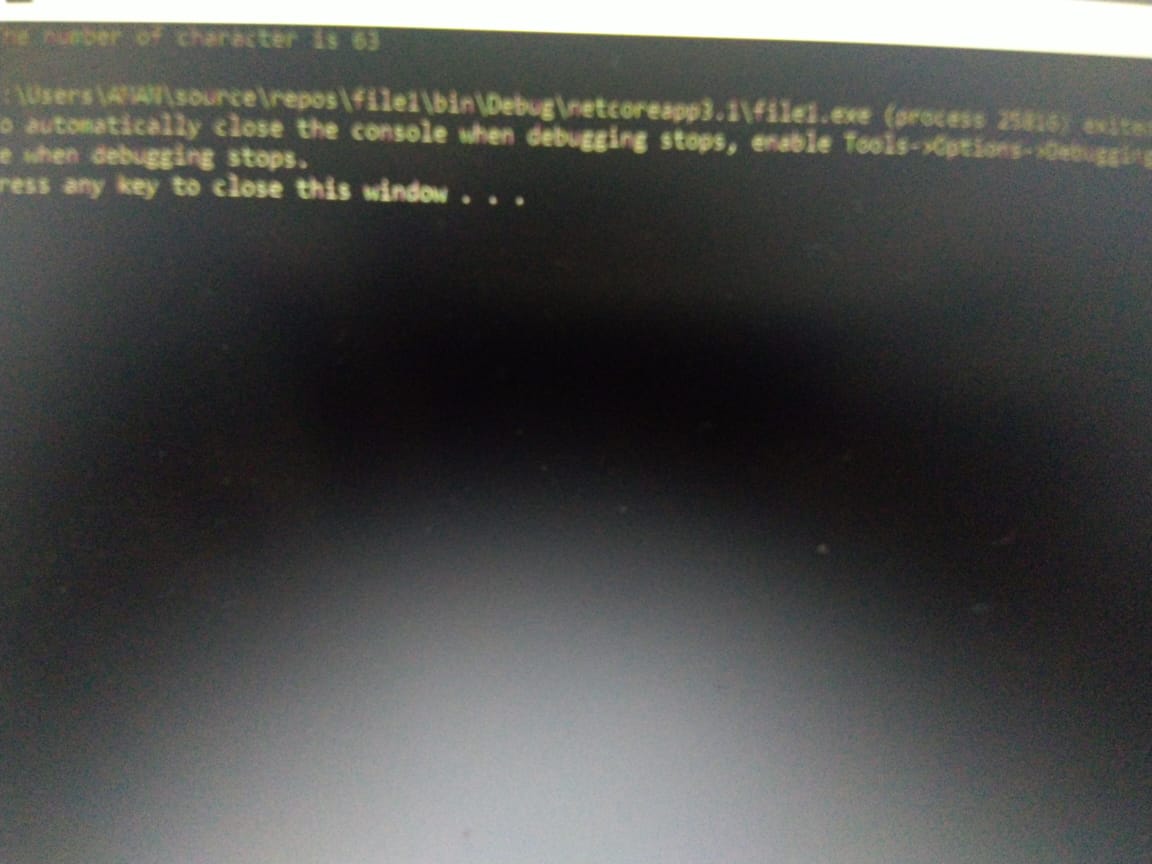 he number of character is 63
:\Users\AMAN\source\repos\file1\bin\Debug\netcoreapp3.1\file1.exe (process 25816) exite
o automatically close the console when debugging stops, enable Tools->Options->Debugging
e when debugging stops.
ress any key to close this window . . .